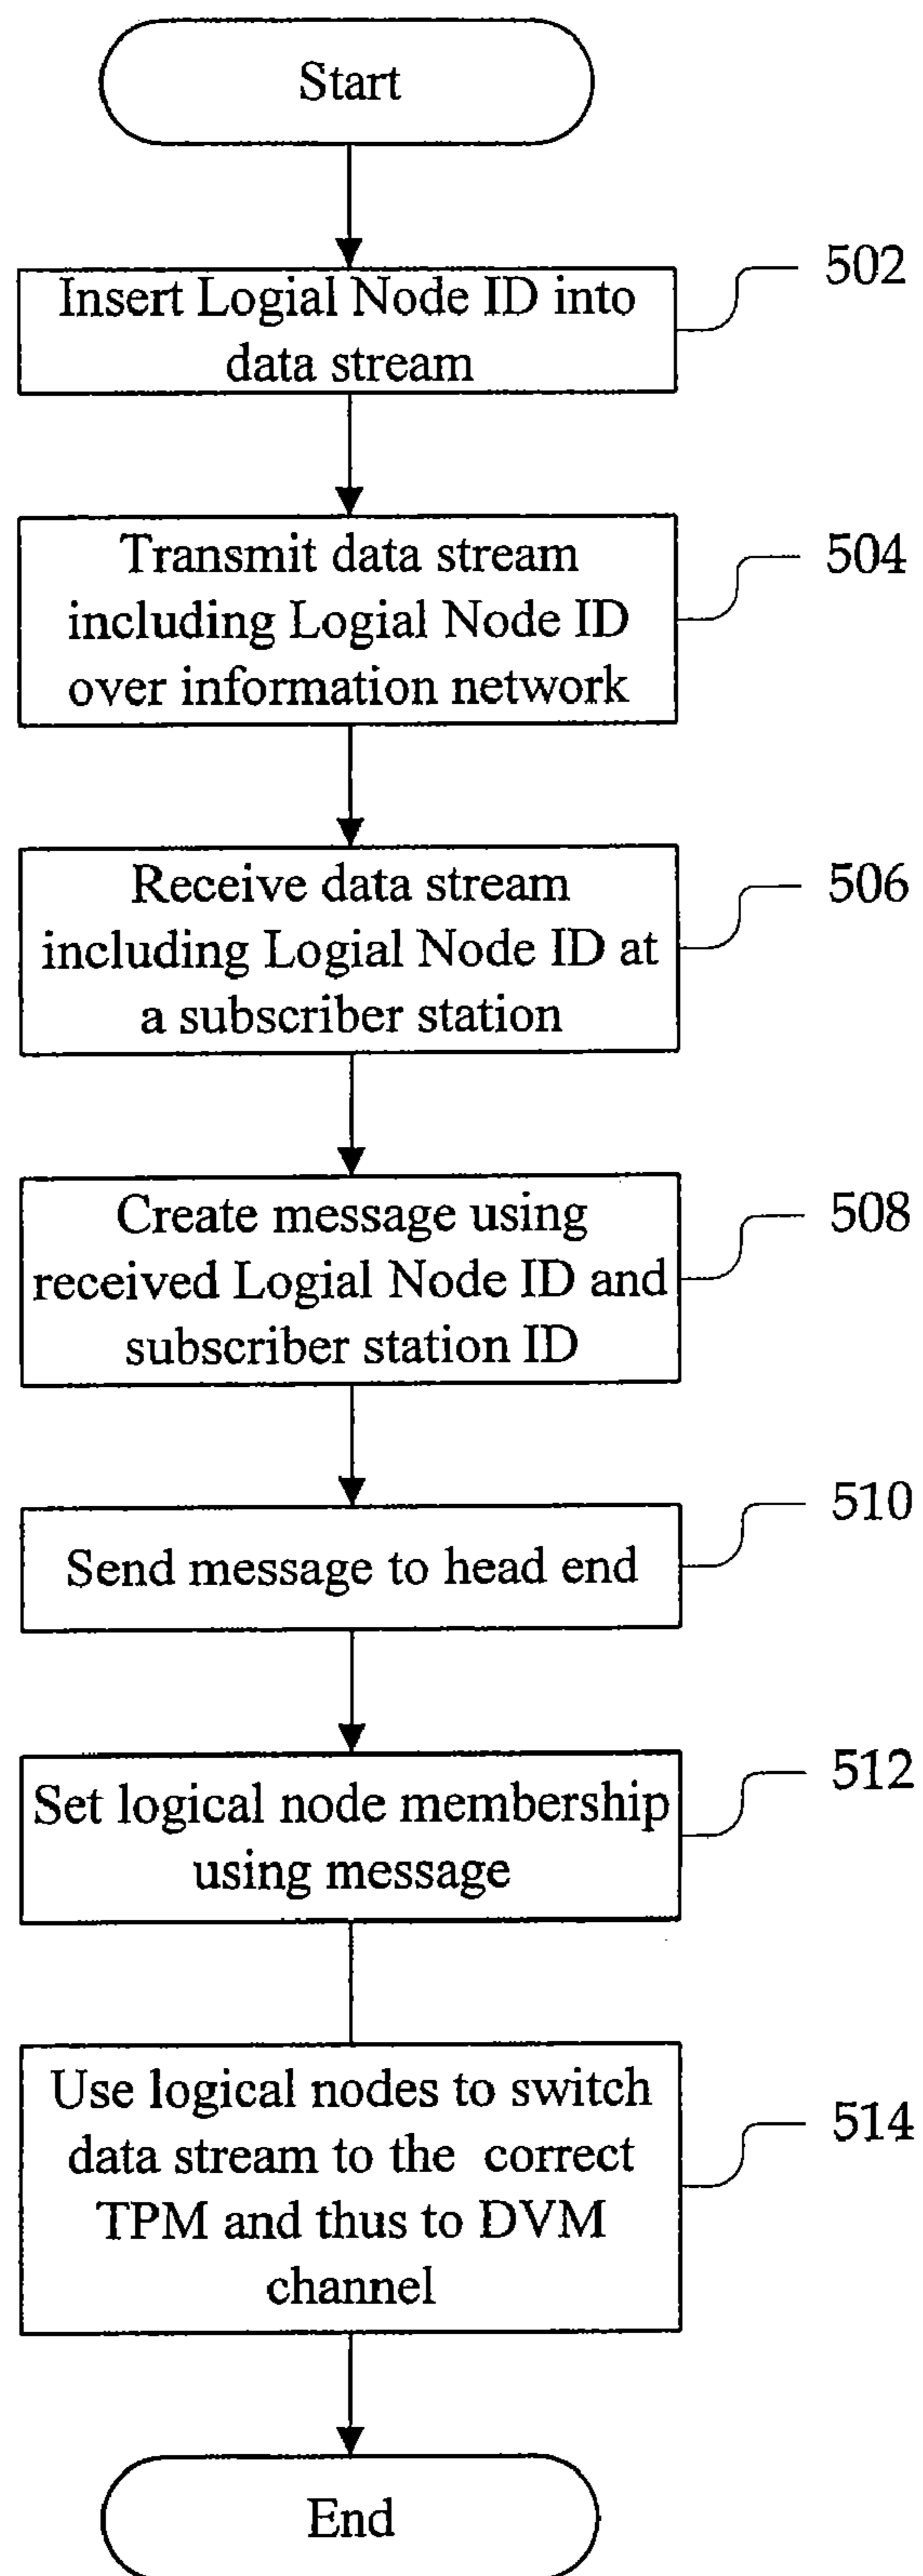 Start
Insert Logial Node ID into
data stream
502
Transmit data stream
including Logial Node ID
over information network
504
Receive data stream
including Logial Node ID at
a subscriber station
506
Create message using
received Logial Node ID and
subscriber station ID
508
Send message to head end
510
Set logical node membership
using message
512
Use logical nodes to switch
data stream to the correct
TPM and thus to DVM
channel
514
End